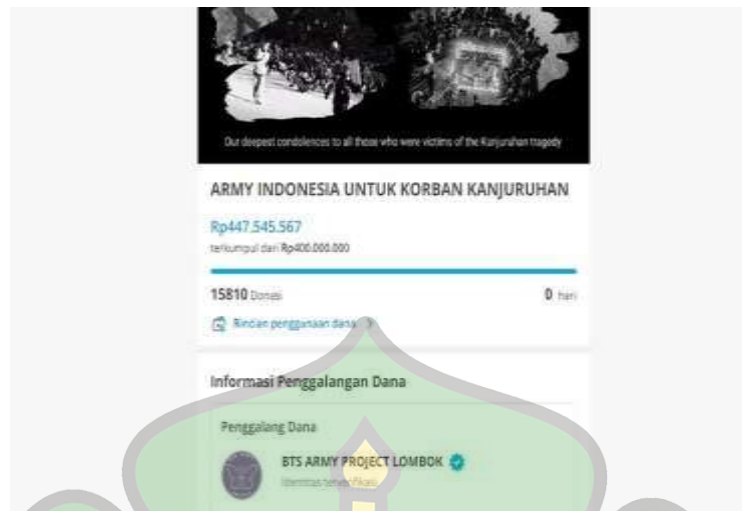 Our deepest condolences to all those who were victims of the Kanjuruhan tragedy
ARMY INDONESIA UNTUK KORBAN KANJURUHAN
Rp447.545.567
terkumpul dari Rp400.000.000
15810 Donasi
0 hari
Rincian penggunaan dana
Informasi Penggalangan Dana
Penggalang Dana
BTS ARMY PROJECT LOMBOK
Identitas terverifikasi